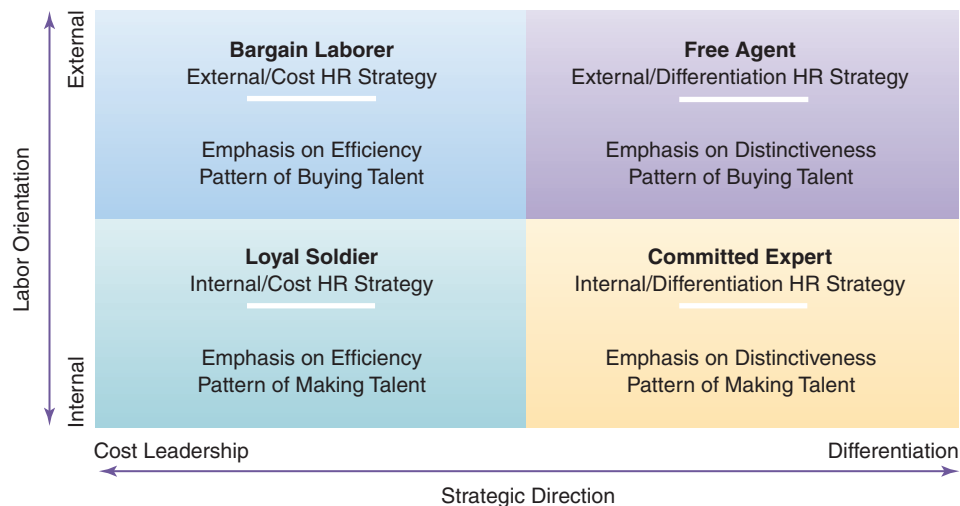 External
Labor Orientation
Internal
Bargain Laborer
External/Cost HR Strategy
Emphasis on Efficiency
Pattern of Buying Talent
Free Agent
External/Differentiation HR Strategy
Emphasis on Distinctiveness
Pattern of Buying Talent
Loyal Soldier
Internal/Cost HR Strategy
Emphasis on Efficiency
Pattern of Making Talent
Committed Expert
Internal/Differentiation HR Strategy
Emphasis on Distinctiveness
Pattern of Making Talent
Cost Leadership
Differentiation
Strategic Direction